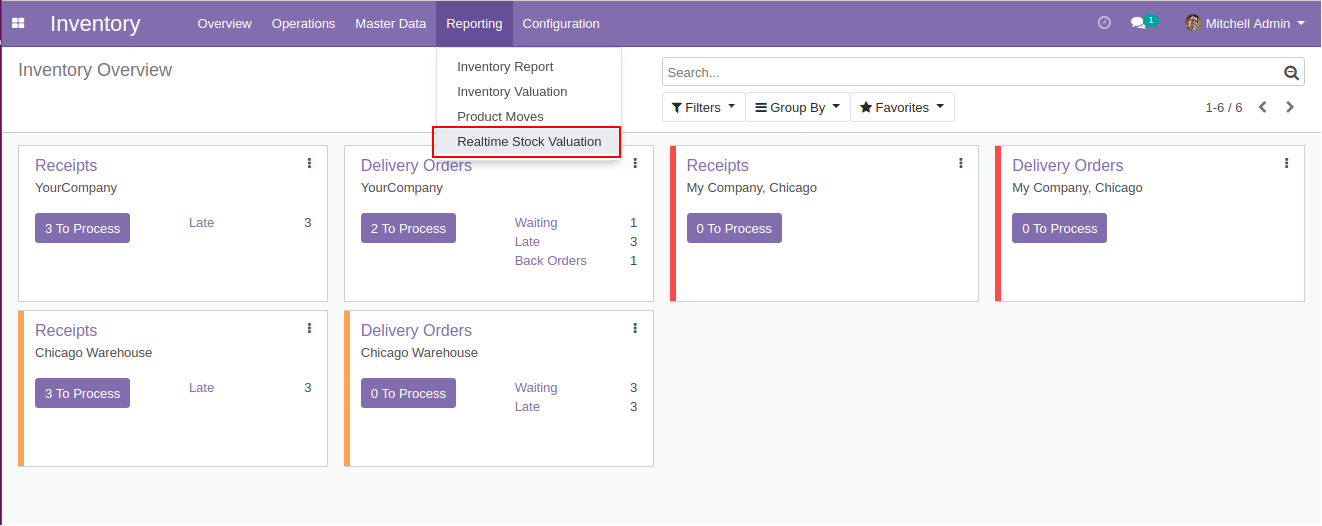 Inventory Overview Operations Master Data Reporting Configuration 1 Mitchell Admin
Inventory Overview
Search...
Filters Group By Favorites 1-6 / 6
Inventory Report
Inventory Valuation
Product Moves
Realtime Stock Valuation
Receipts
YourCompany
3 To Process Late 3
Delivery Orders
YourCompany
2 To Process Waiting 1
Late 3
Back Orders 1
Receipts
My Company, Chicago
0 To Process
Delivery Orders
My Company, Chicago
0 To Process
Receipts
Chicago Warehouse
3 To Process Late 3
Delivery Orders
Chicago Warehouse
0 To Process Waiting 3
Late 3